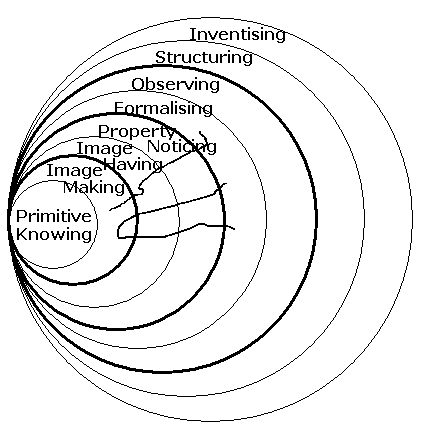 Inventising
Structuring
Observing
Formalising
Property
Noticing
Image
Having
Image
Making
Primitive
Knowing